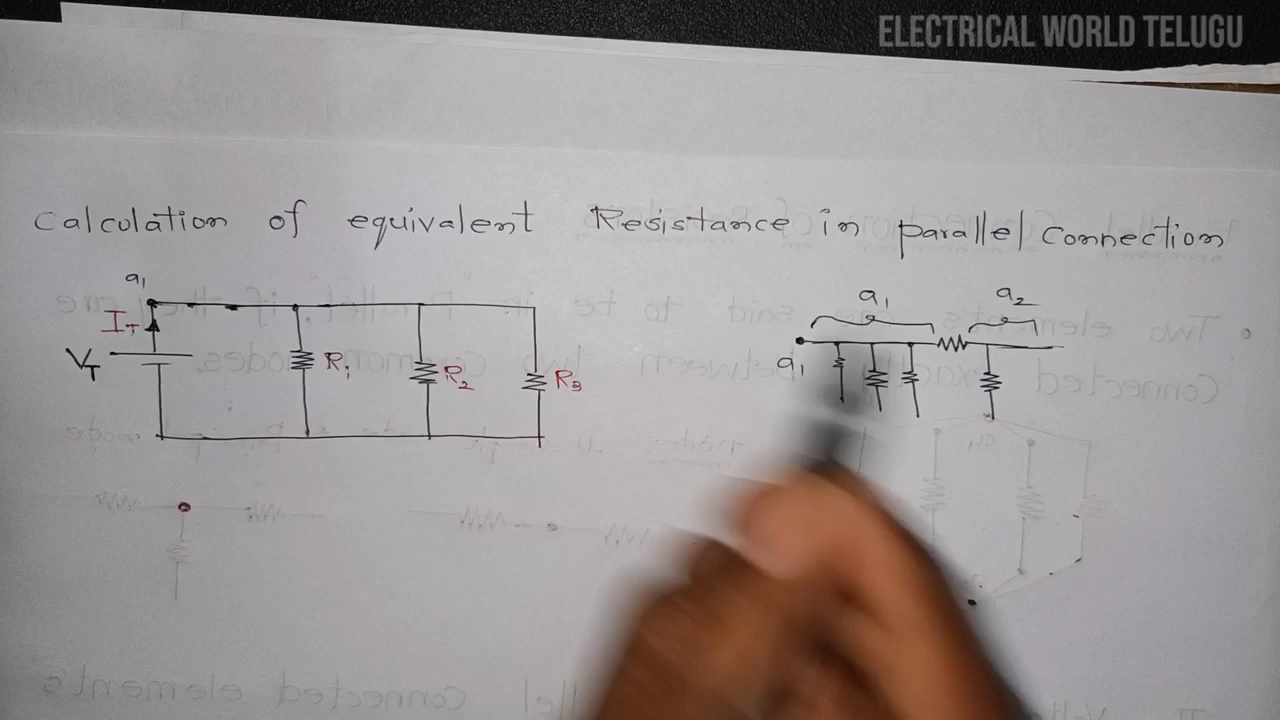 ELECTRICAL WORLD TELUGU
Calculation of equivalent Resistance in parallel Connection
a1
a1
a2
IT
VT
R1
R2
R3
a1